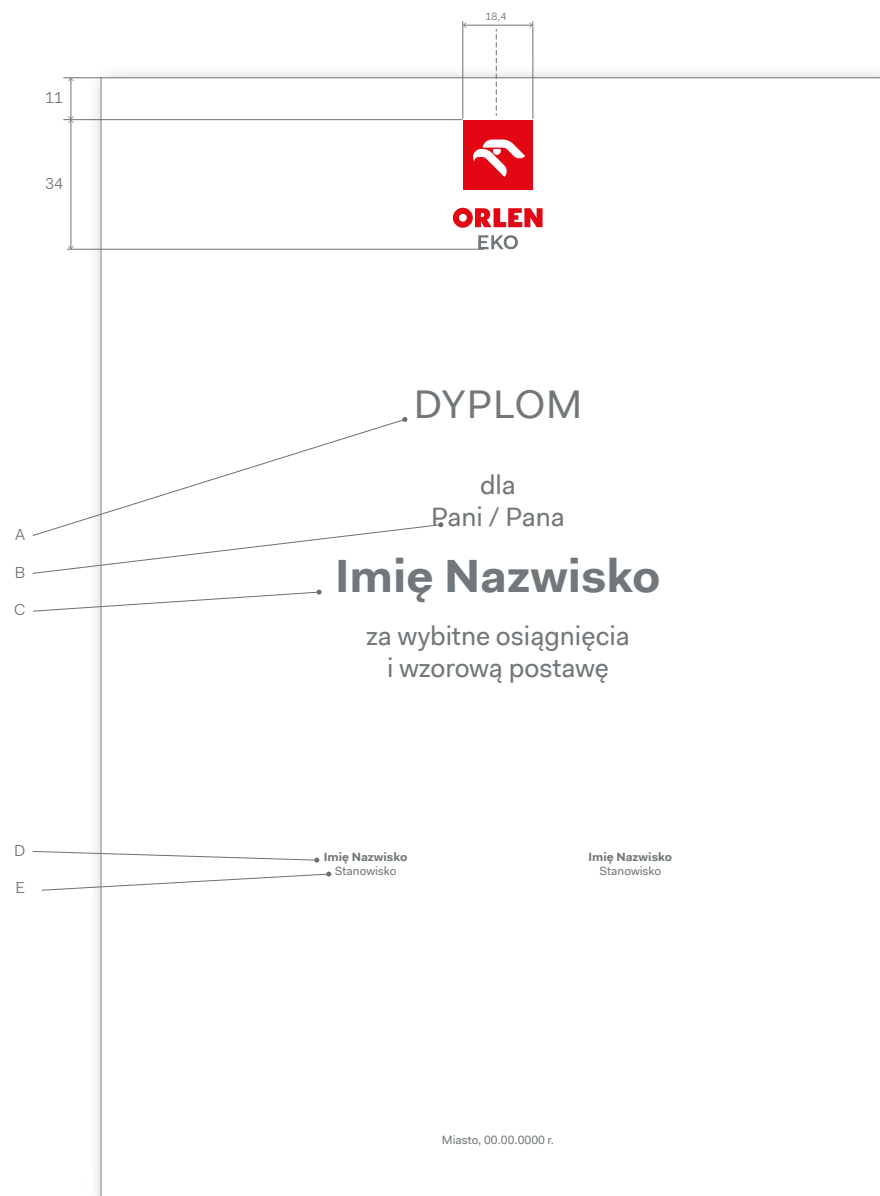 18,4
11
34
ORLEN
EKO
DYPLOM
dla
A
Pani / Pana
B
Imię Nazwisko
C
za wybitne osiągnięcia
i wzorową postawę
D
Imię Nazwisko
Imię Nazwisko
Stanowisko
Stanowisko
E
Miasto, 00.00.0000 r.